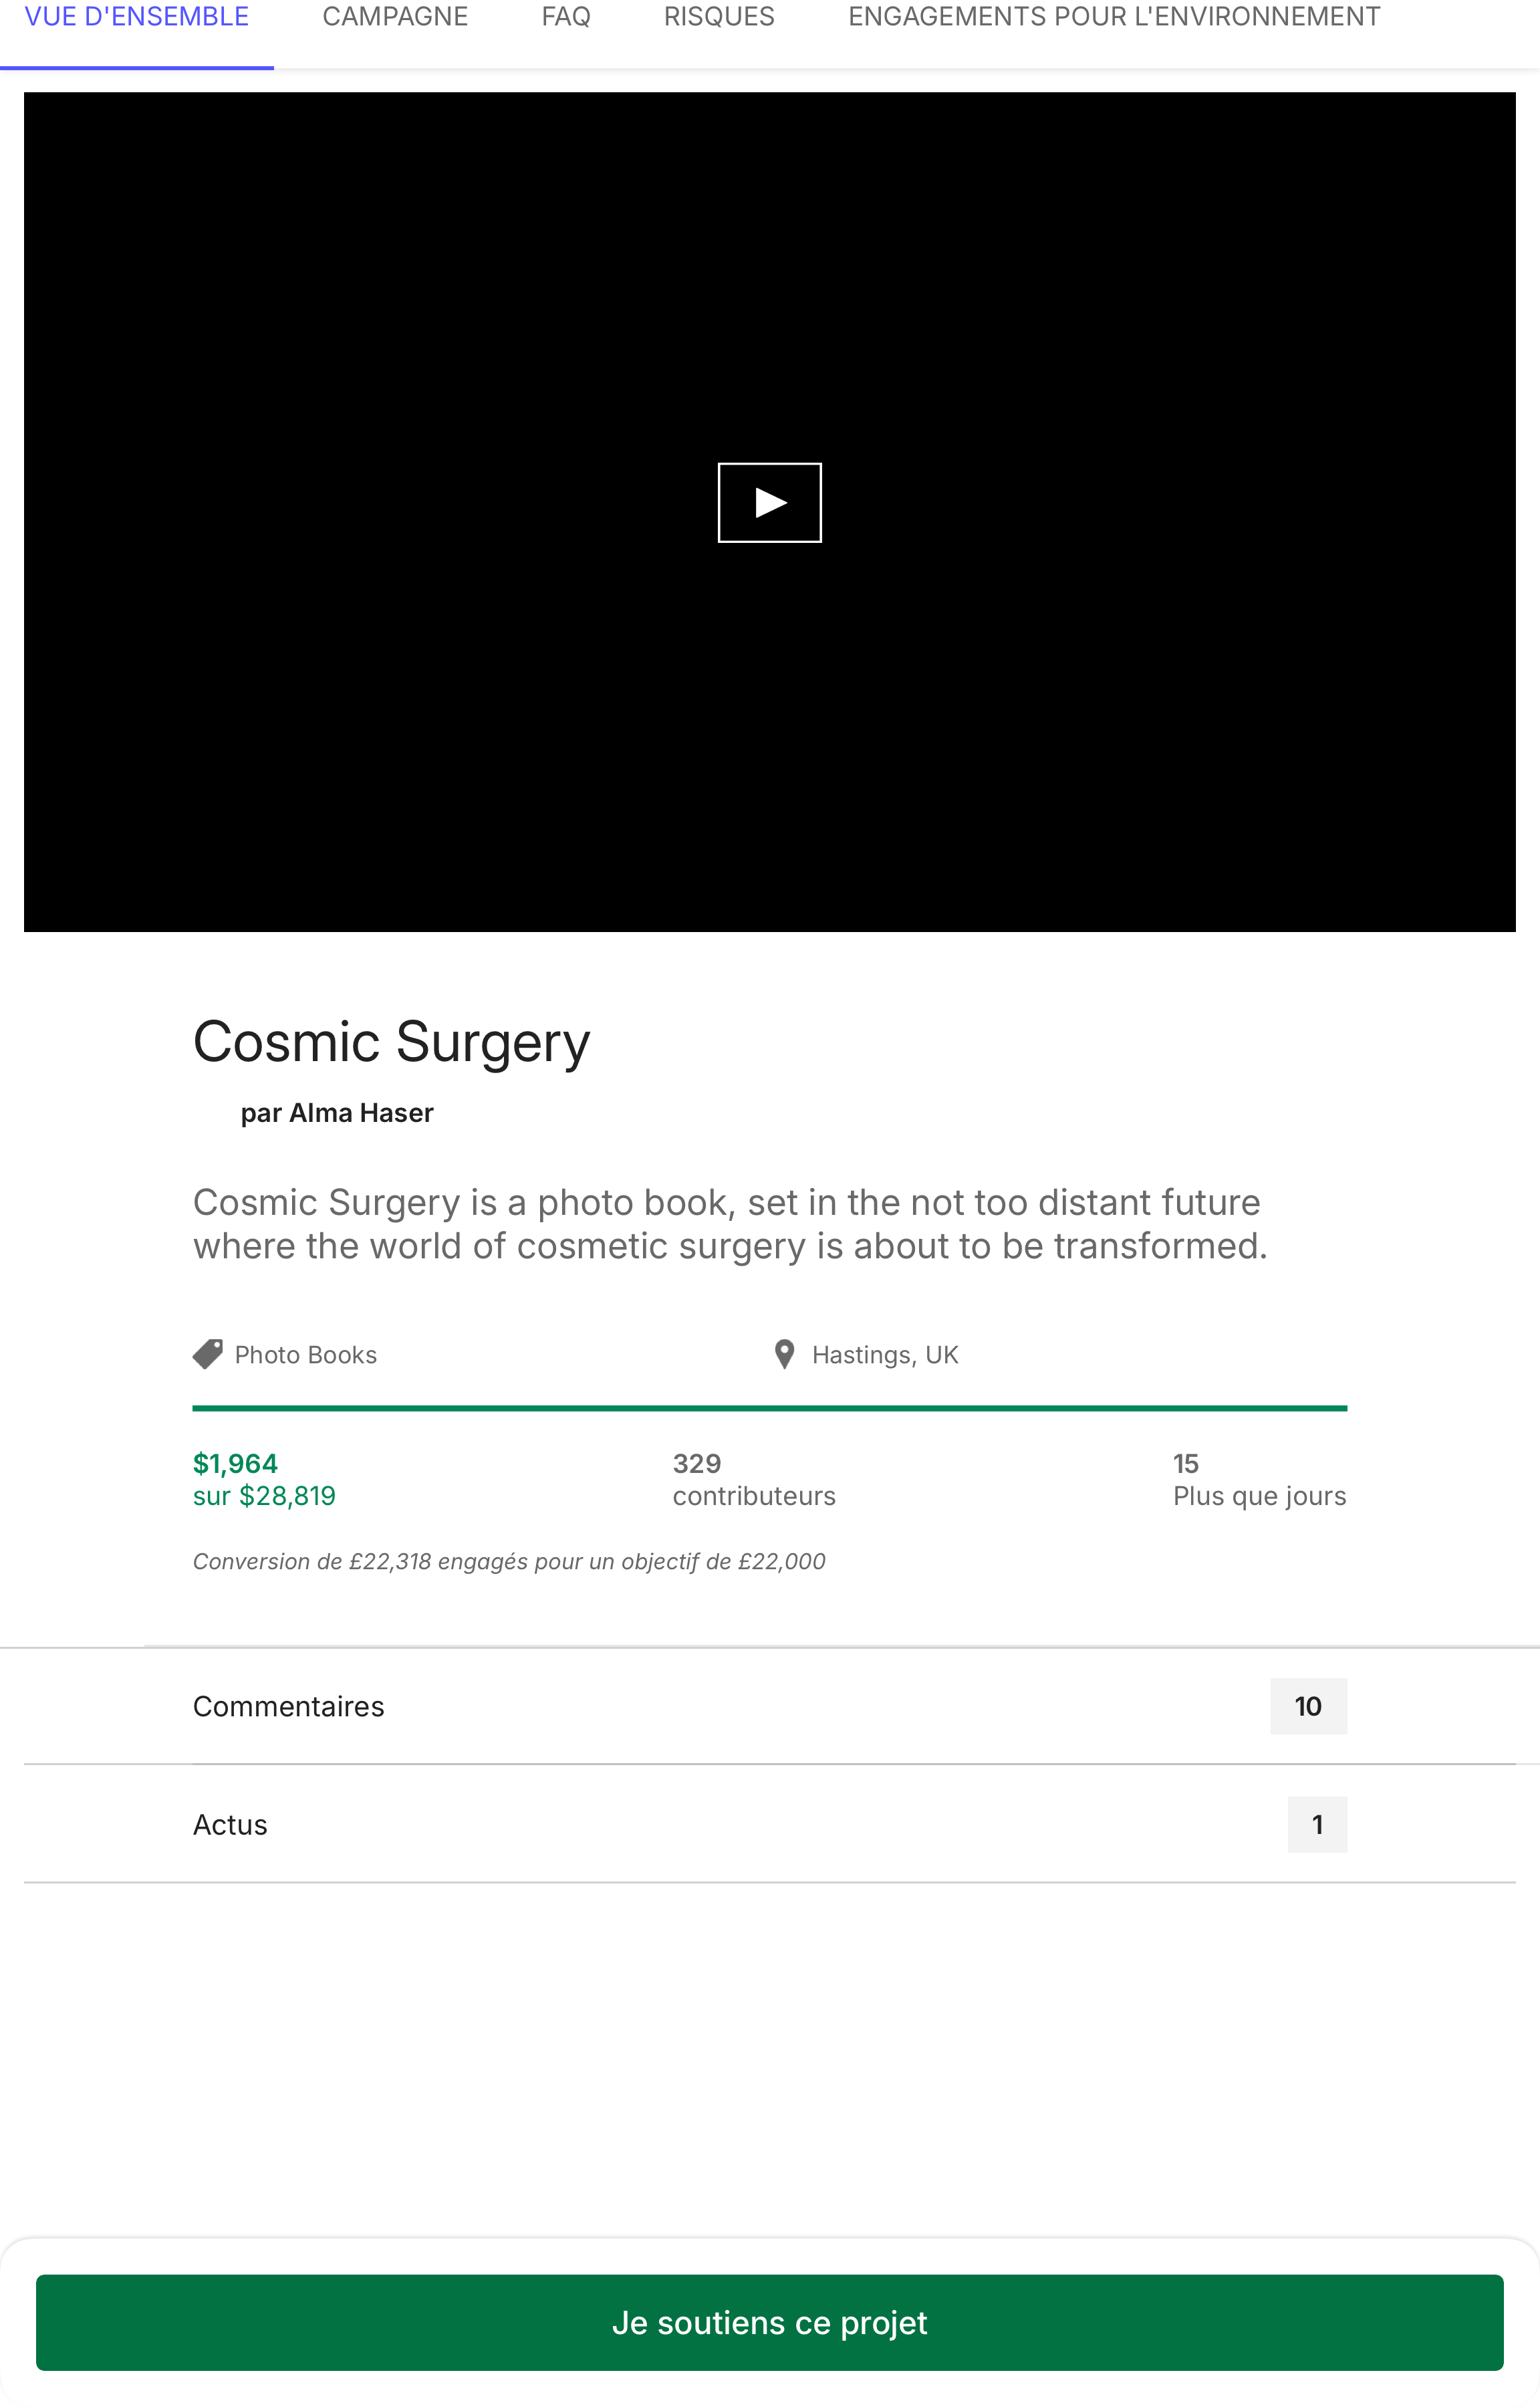 VUE D'ENSEMBLE CAMPAGNE FAQ RISQUES ENGAGEMENTS POUR L'ENVIRONNEMENT
Cosmic Surgery
par Alma Haser
Cosmic Surgery is a photo book, set in the not too distant future
where the world of cosmetic surgery is about to be transformed.
Photo Books Hastings, UK
$1,964 329 15
sur $28,819 contributeurs Plus que jours
Conversion de £22,318 engagés pour un objectif de £22,000
Commentaires 10
Actus 1
Je soutiens ce projet